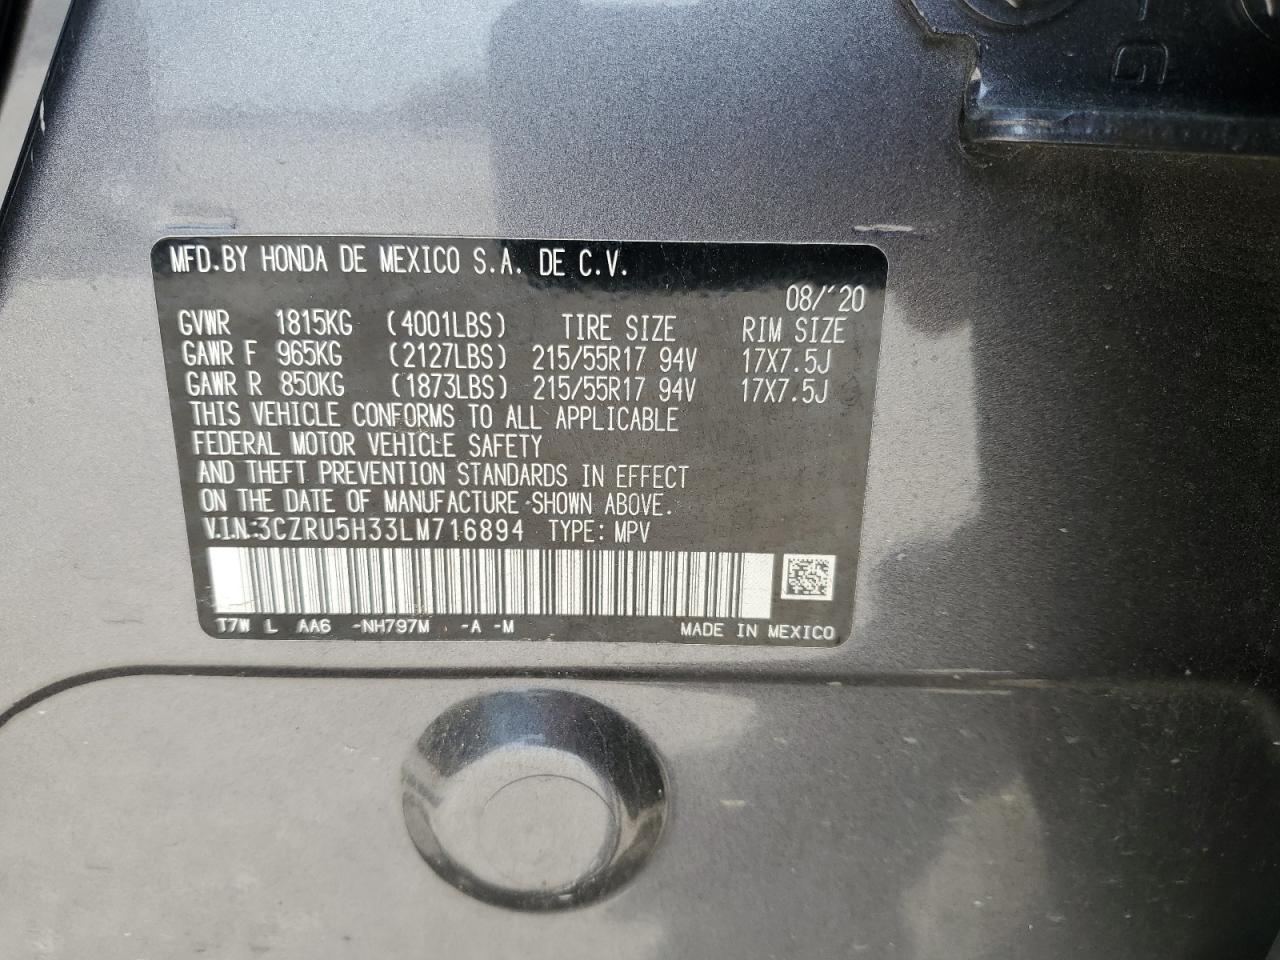 MFD.BY HONDA DE MEXICO S.A. DE C.V.
08/'20
GVWR 1815KG (4001LBS) TIRE SIZE RIM SIZE
GAWR F 965KG (2127LBS) 215/55R17 94V 17X7.5J
GAWR R 850KG (1873LBS) 215/55R17 94V 17X7.5J
THIS VEHICLE CONFORMS TO ALL APPLICABLE
FEDERAL MOTOR VEHICLE SAFETY
AND THEFT PREVENTION STANDARDS IN EFFECT
ON THE DATE OF MANUFACTURE SHOWN ABOVE.
V.I.N:3CZRU5H33LM716894 TYPE: MPV
T7W L AA6 -NH797M -A -M MADE IN MEXICO